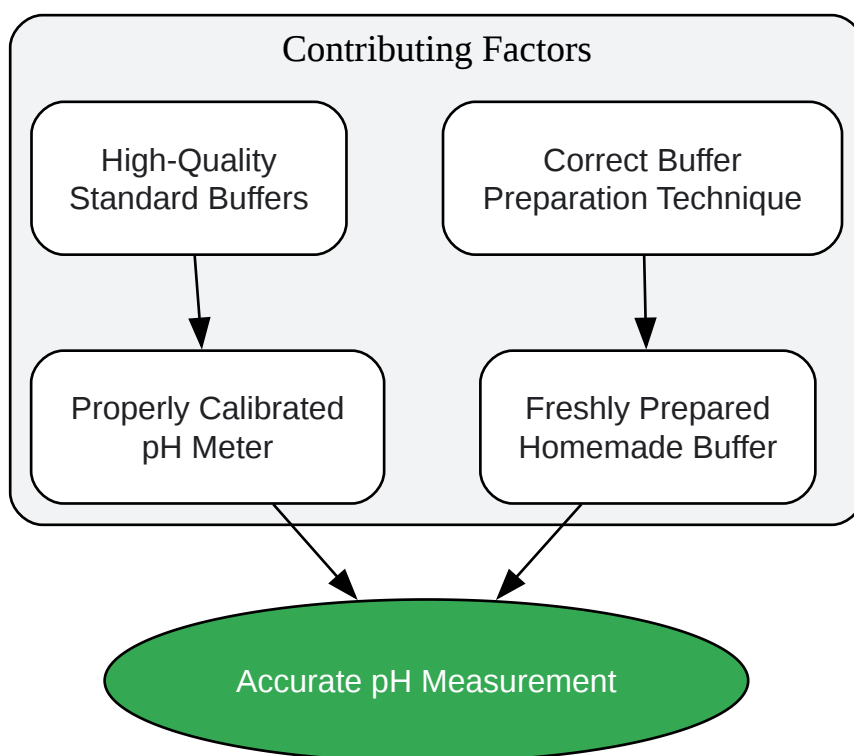 Contributing Factors
High-Quality
Standard Buffers
Correct Buffer
Preparation Technique
Properly Calibrated
pH Meter
Freshly Prepared
Homemade Buffer
Accurate pH Measurement